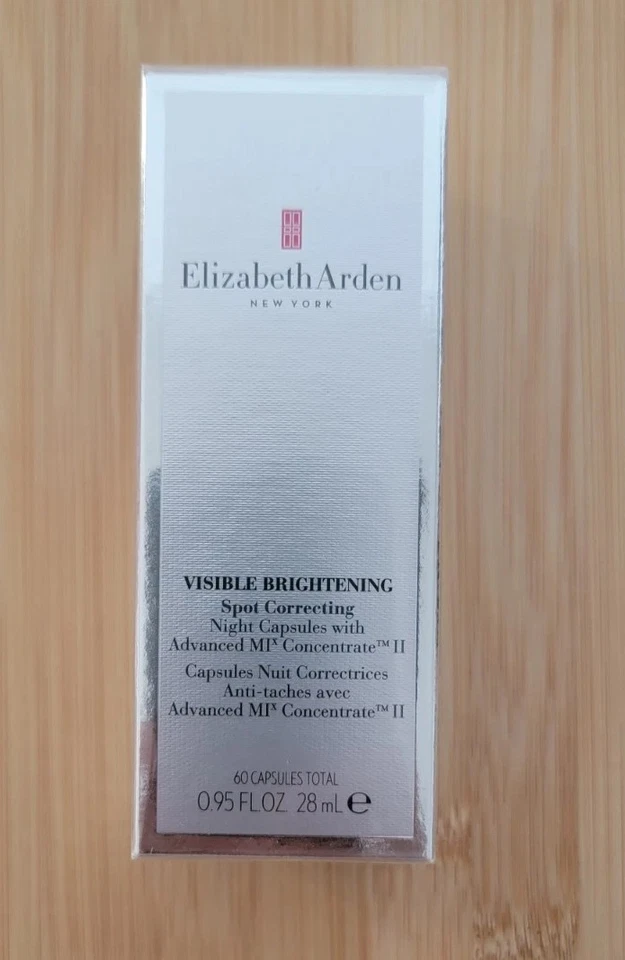 Elizabeth Arden
NEW YORK
VISIBLE BRIGHTENING
Spot Correcting
Night Capsules with
Advanced MIˣ Concentrate™ II
Capsules Nuit Correctrices
Anti-taches avec
Advanced MIˣ Concentrate™ II
60 CAPSULES TOTAL
0.95 FL.OZ 28 mL ℮